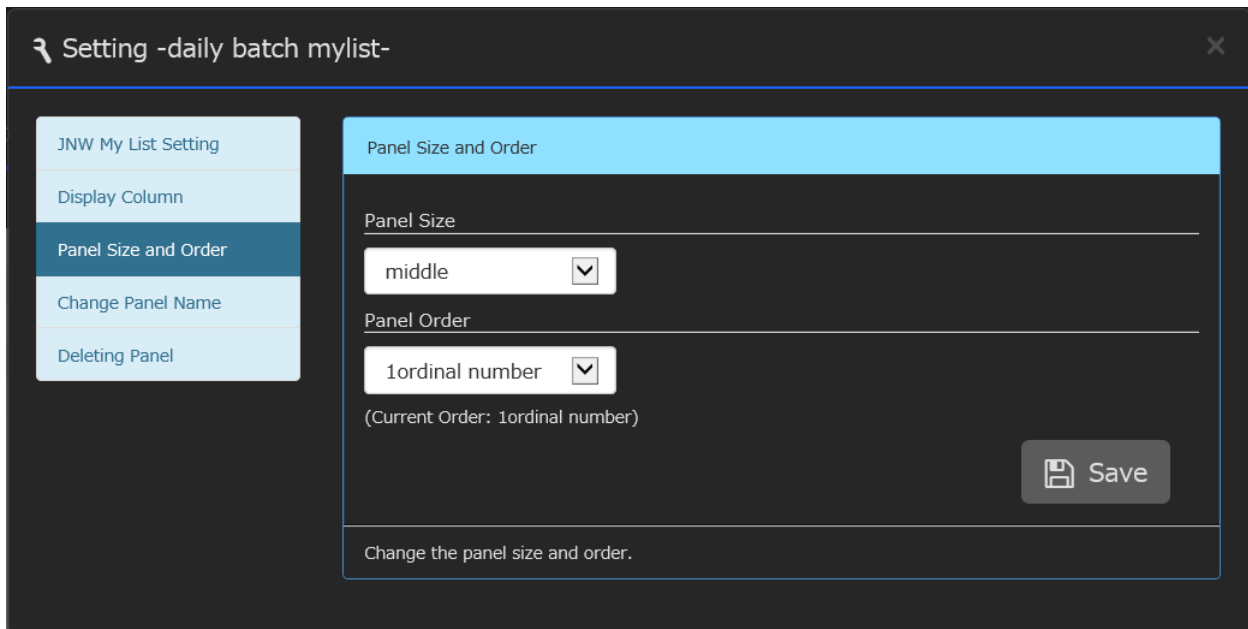 Setting -daily batch mylist-
×
JNW My List Setting
Display Column
Panel Size and Order
Change Panel Name
Deleting Panel
Panel Size and Order
Panel Size
middle
Panel Order
1ordinal number
(Current Order: 1ordinal number)
Save
Change the panel size and order.